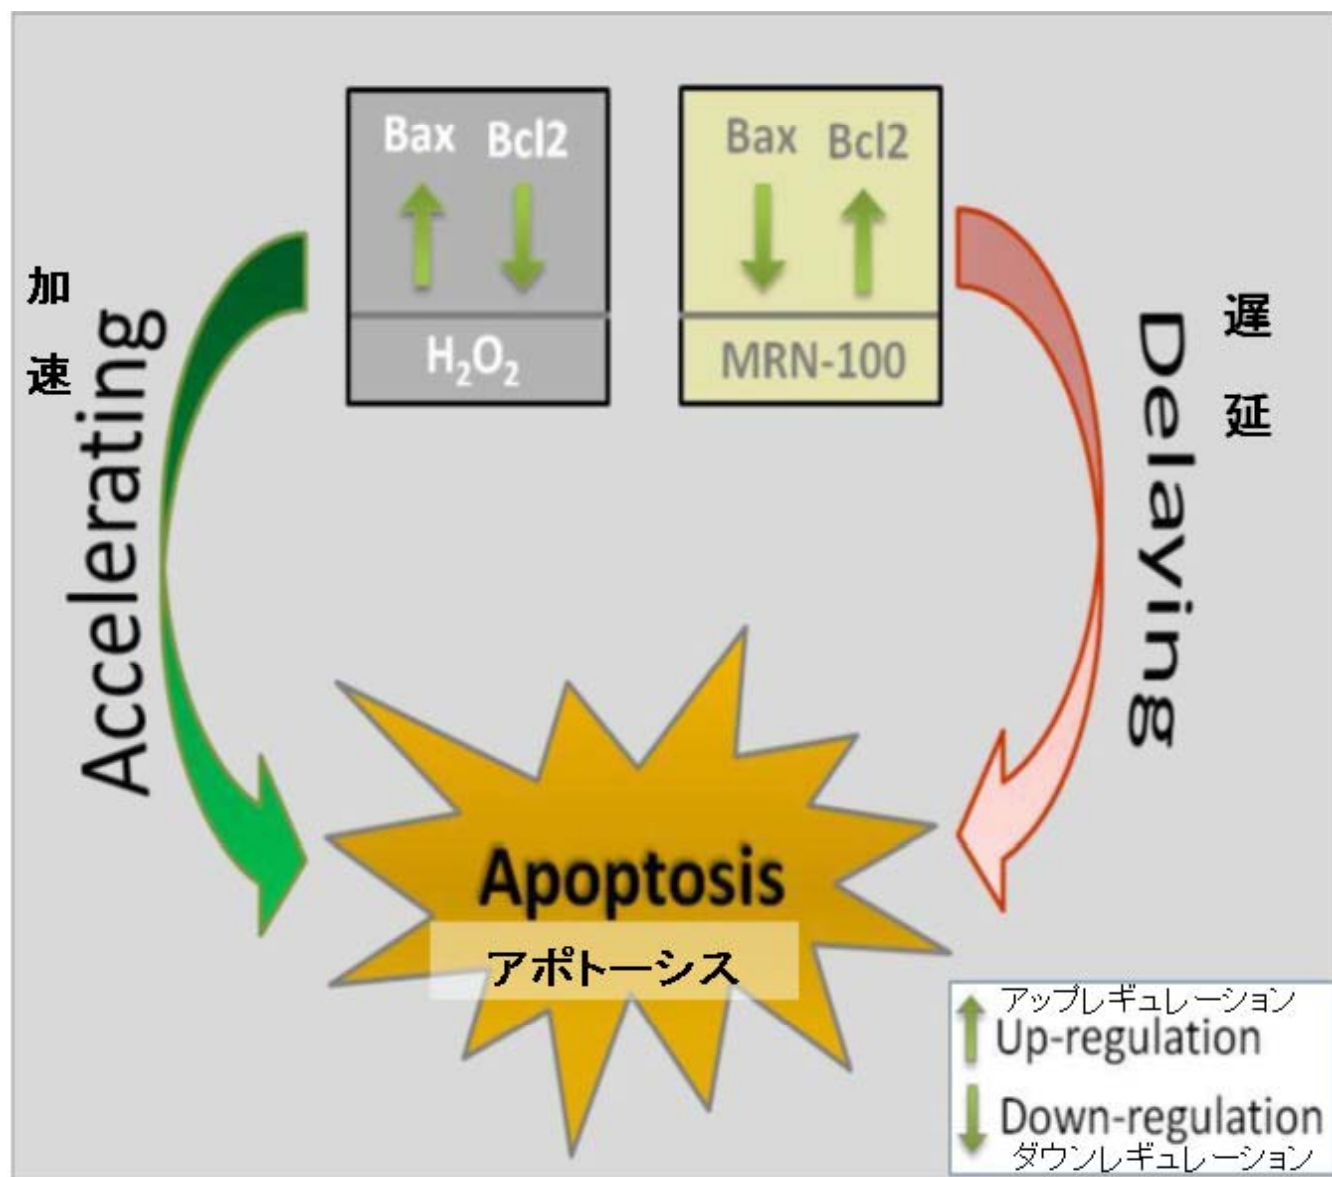 Bax Bcl2
H₂O₂
Bax Bcl2
MRN-100
加速
Accelerating
遅延
Delaying
Apoptosis
アポトーシス
アップレギュレーション
Up-regulation
Down-regulation
ダウンレギュレーション